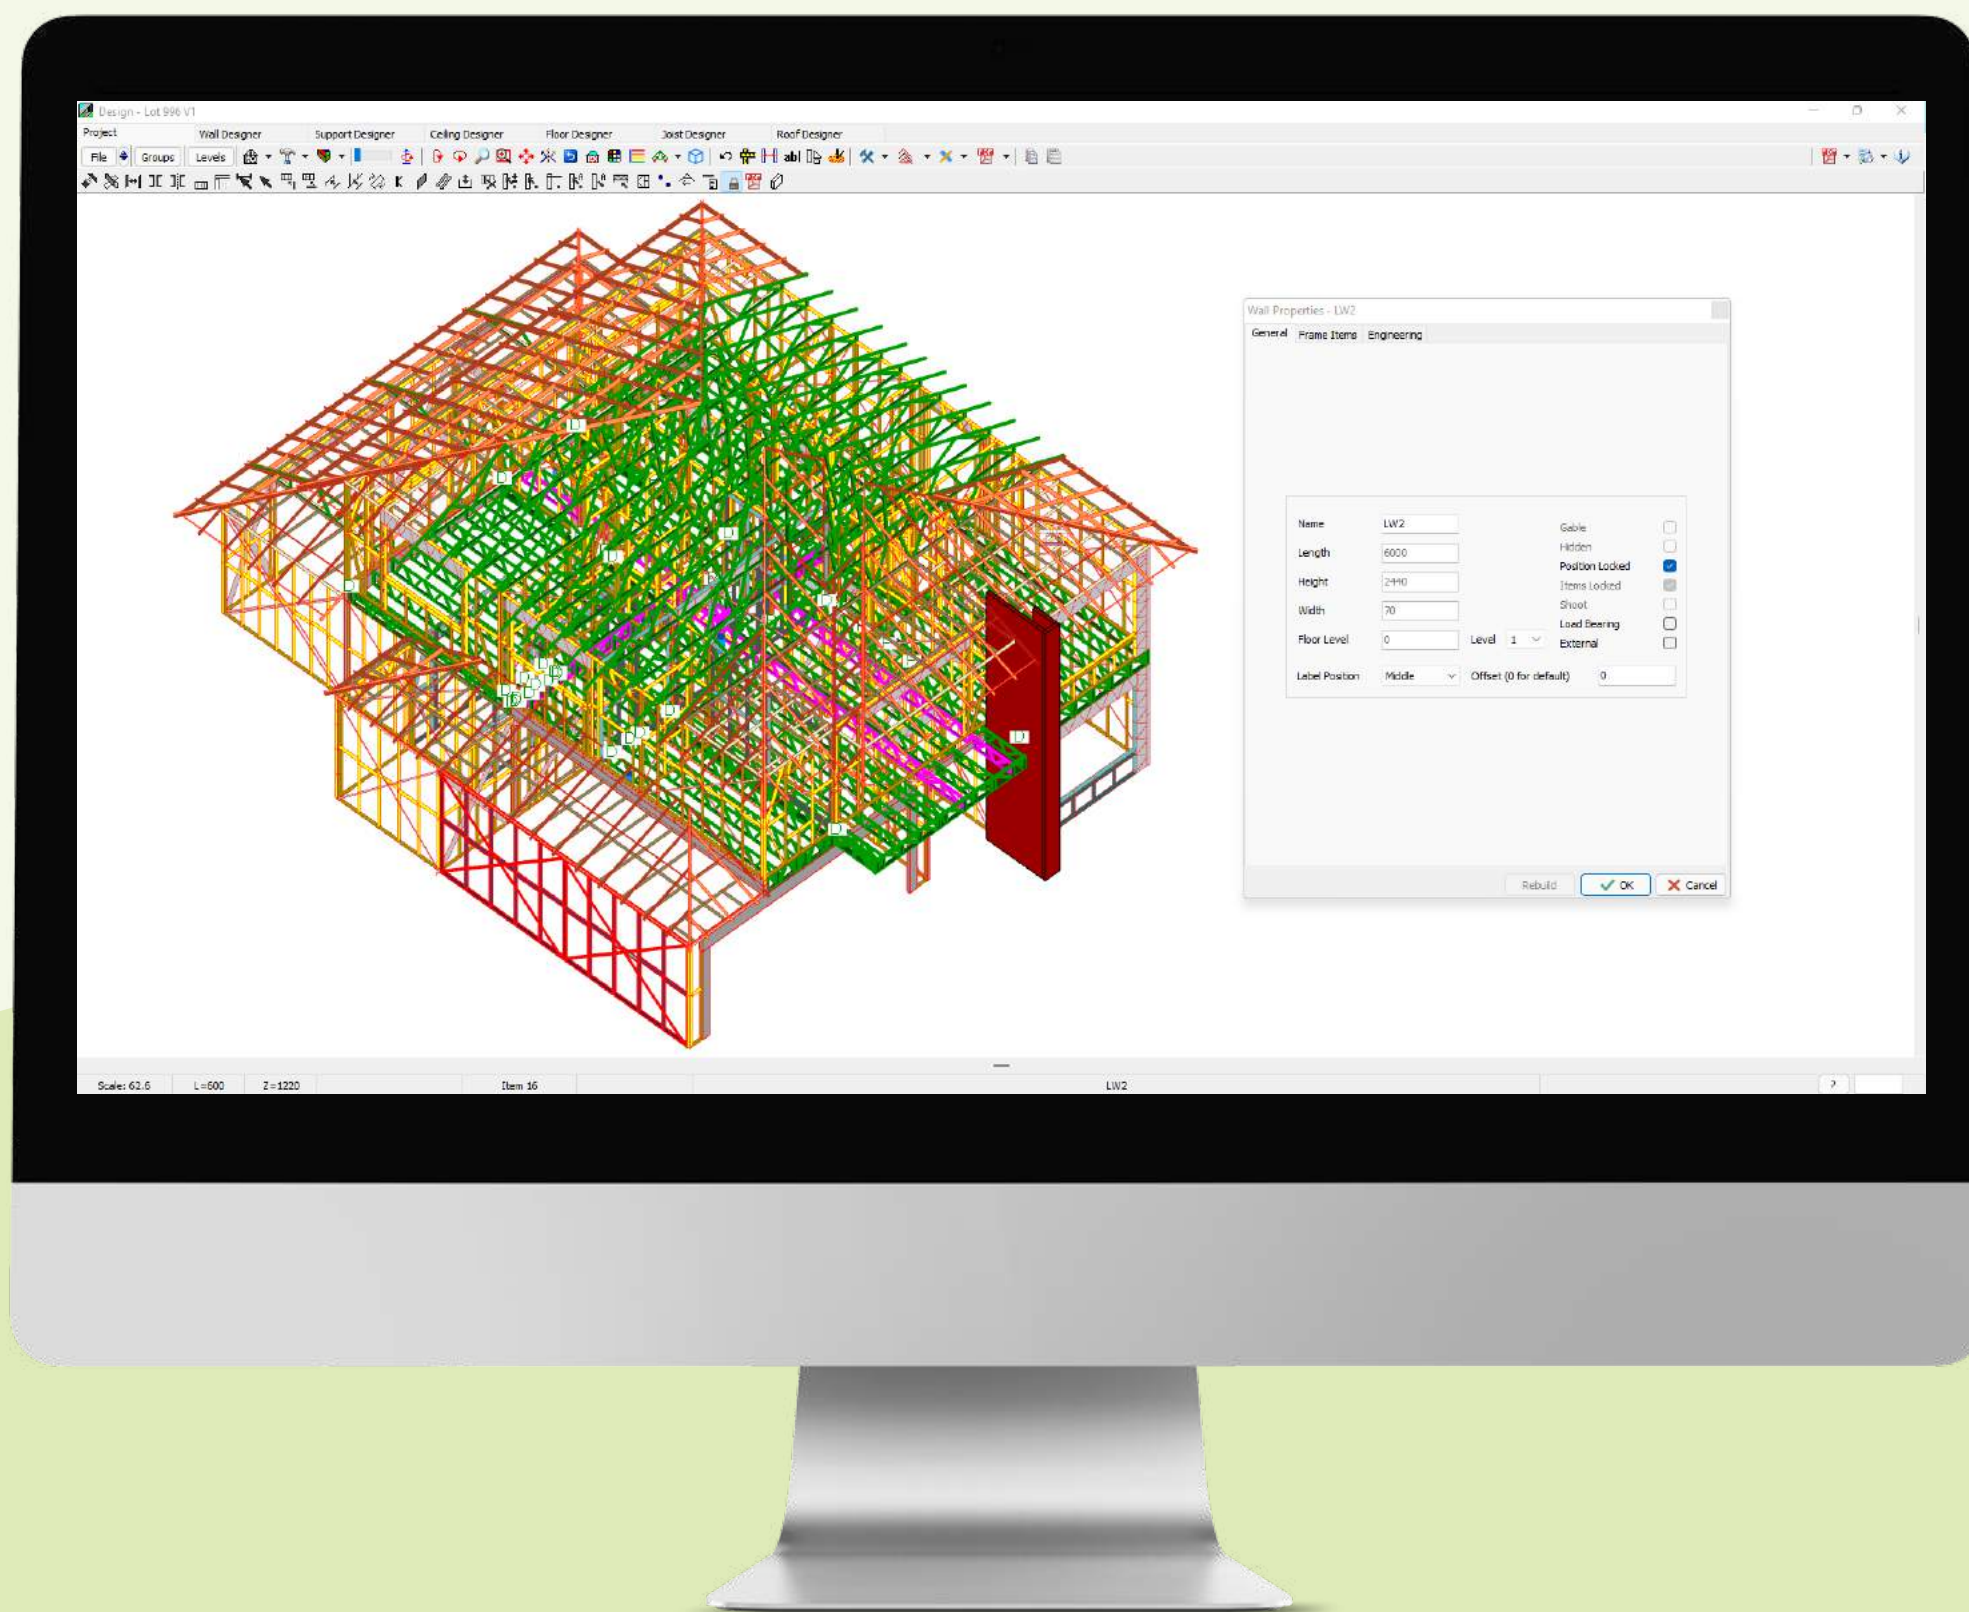 Design - Lot 996 V1
Project Wall Designer Support Designer Ceiling Designer Floor Designer Joist Designer Roof Designer
File Groups Levels abl
K
D
D
D
D
D
D
D
D
D
D
D
Wall Properties - LW2
General Frame Items Engineering
Name LW2 Gable
Length 6000 Hidden
Position Locked
Height 2440 Items Locked
Width 70 Shoot
Load Bearing
Floor Level 0 Level 1 External
Label Position Middle Offset (0 for default) 0
Rebuild OK Cancel
Scale: 62.6 L=600 Z=1220 Item 16 LW2 ?